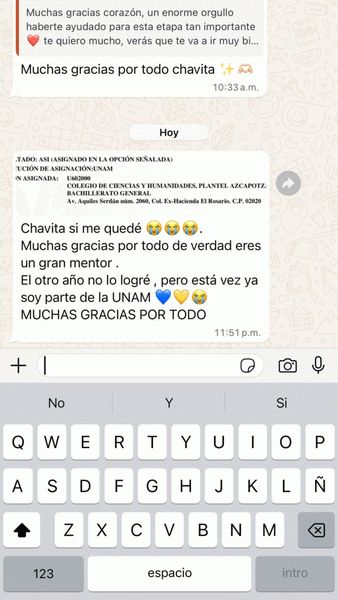 Muchas gracias corazón, un enorme orgullo
haberte ayudado para esta etapa tan importante
❤️ te quiero mucho, verás que te va a ir muy bi...
Muchas gracias por todo chavita ✨🫶🏻
10:33 a.m.
Hoy
.TADO: ASI (ASIGNADO EN LA OPCIÓN SEÑALADA)
TUCIÓN DE ASIGNACIÓN:UNAM
ÓN ASIGNADA: U602000
COLEGIO DE CIENCIAS Y HUMANIDADES, PLANTEL AZCAPOTZ
BACHILLERATO GENERAL
Av. Aquiles Serdán núm. 2060, Col. Ex-Hacienda El Rosario. C.P. 02020
Chavita si me quedé 😭😭😭.
Muchas gracias por todo de verdad eres
un gran mentor .
El otro año no lo logré , pero está vez ya
soy parte de la UNAM 💙💛😭
MUCHAS GRACIAS POR TODO
11:51 p.m.
No Y Si
Q W E R T Y U I O P
A S D F G H J K L Ñ
Z X C V B N M
123 espacio intro